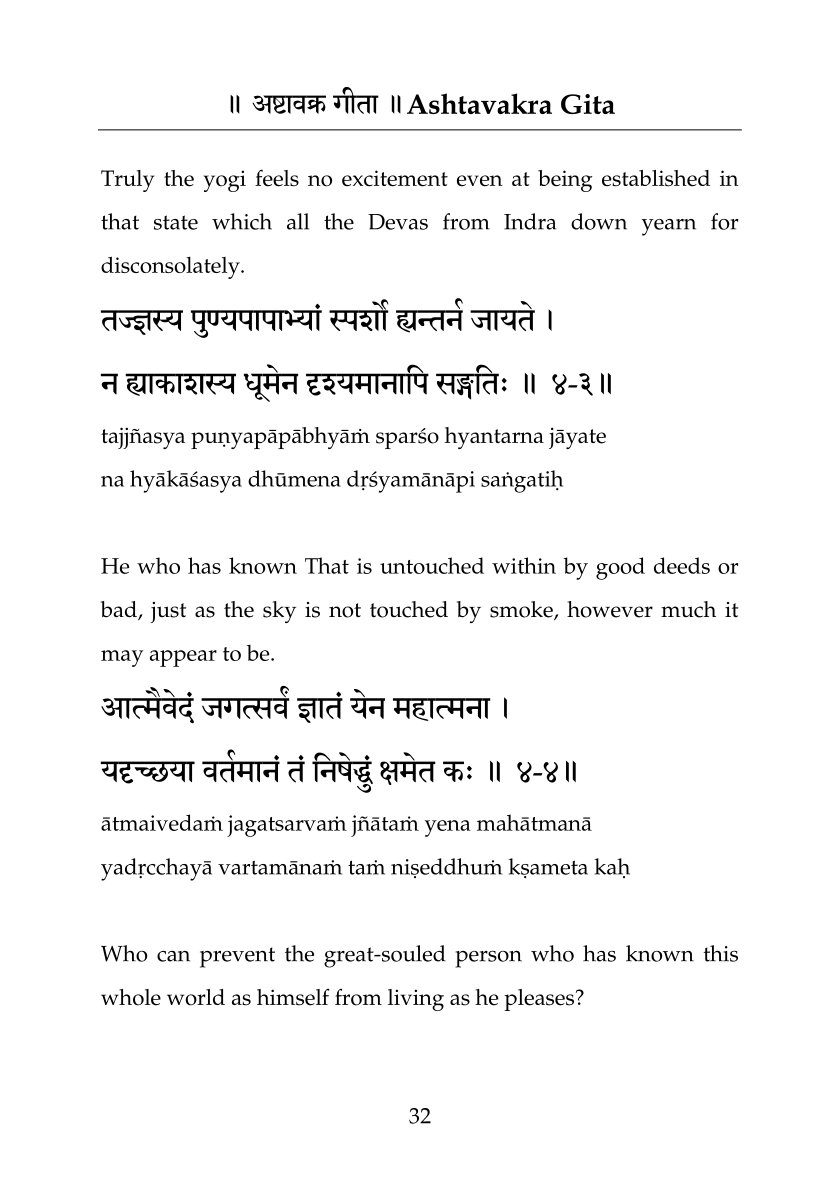 ॥ अष्टावक्र गीता ॥ Ashtavakra Gita
Truly the yogi feels no excitement even at being established in
that state which all the Devas from Indra down yearn for
disconsolately.
तज्ज्ञस्य पुण्यपापाभ्यां स्पर्शो ह्यन्तर्न जायते ।
न ह्याकाशस्य धूमेन दृश्यमानापि सङ्गतिः ॥ ४-३॥
tajjñasya puṇyapāpābhyāṁ sparśo hyantarna jāyate
na hyākāśasya dhūmena dṛśyamānāpi saṅgatiḥ
He who has known That is untouched within by good deeds or
bad, just as the sky is not touched by smoke, however much it
may appear to be.
आत्मैवेदं जगत्सर्वं ज्ञातं येन महात्मना ।
यदृच्छया वर्तमानं तं निषेद्धुं क्षमेत कः ॥ ४-४॥
ātmaivedaṁ jagatsarvaṁ jñātaṁ yena mahātmanā
yadṛcchayā vartamānaṁ taṁ niṣeddhuṁ kṣameta kaḥ
Who can prevent the great-souled person who has known this
whole world as himself from living as he pleases?
32